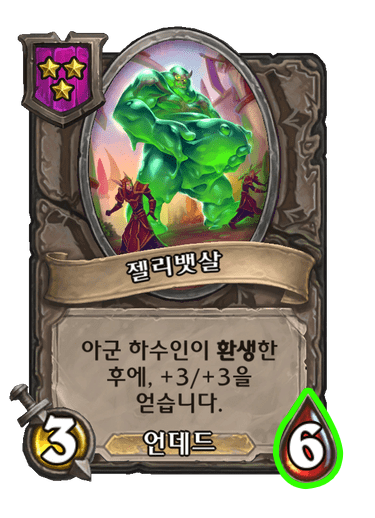 젤리뱃살
아군 하수인이 환생한
후에, +3/+3을
얻습니다.
3
언데드
6